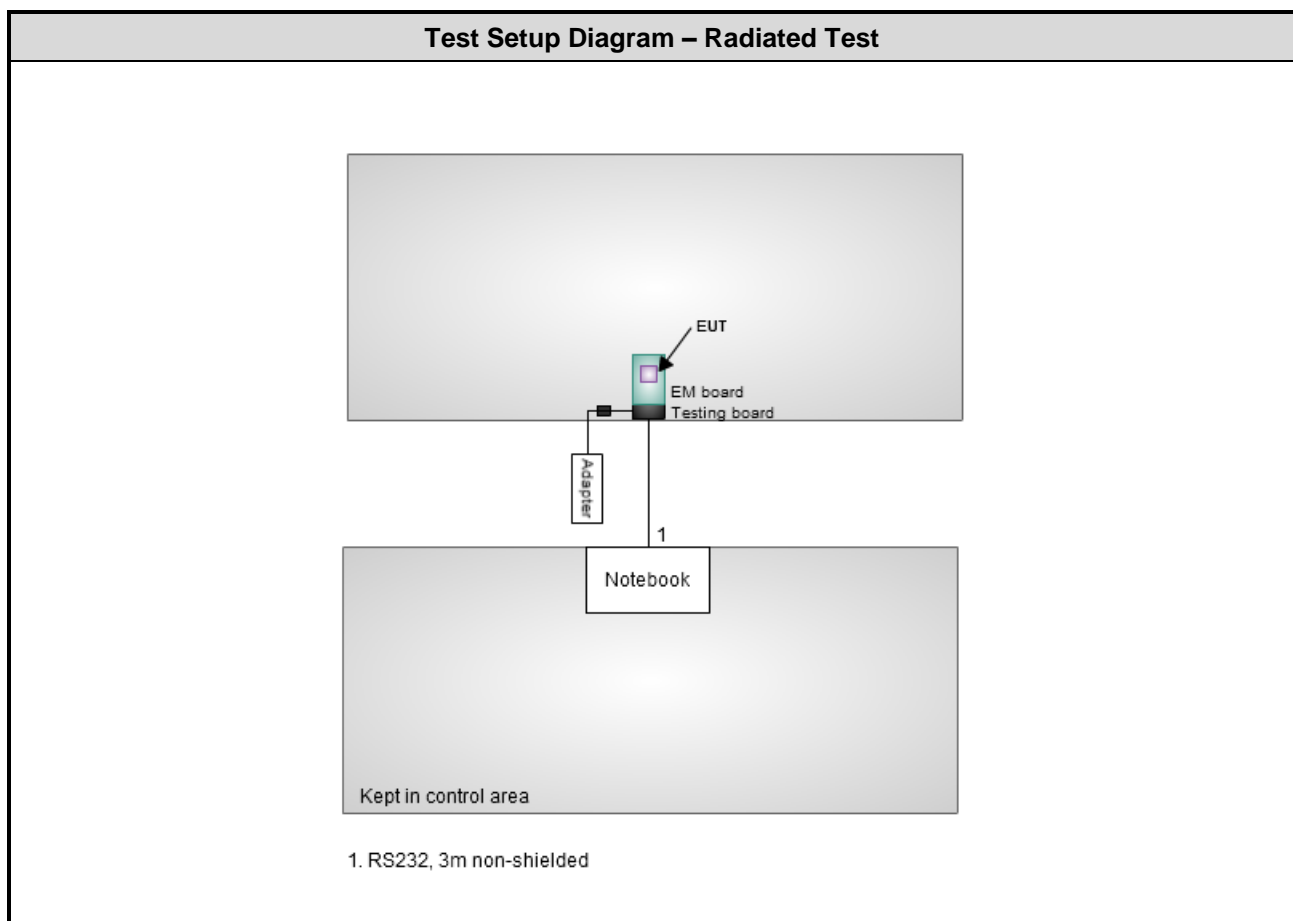 Test Setup Diagram – Radiated Test
EUT
EM board
Testing board
Adapter
1
Notebook
Kept in control area
1. RS232, 3m non-shielded